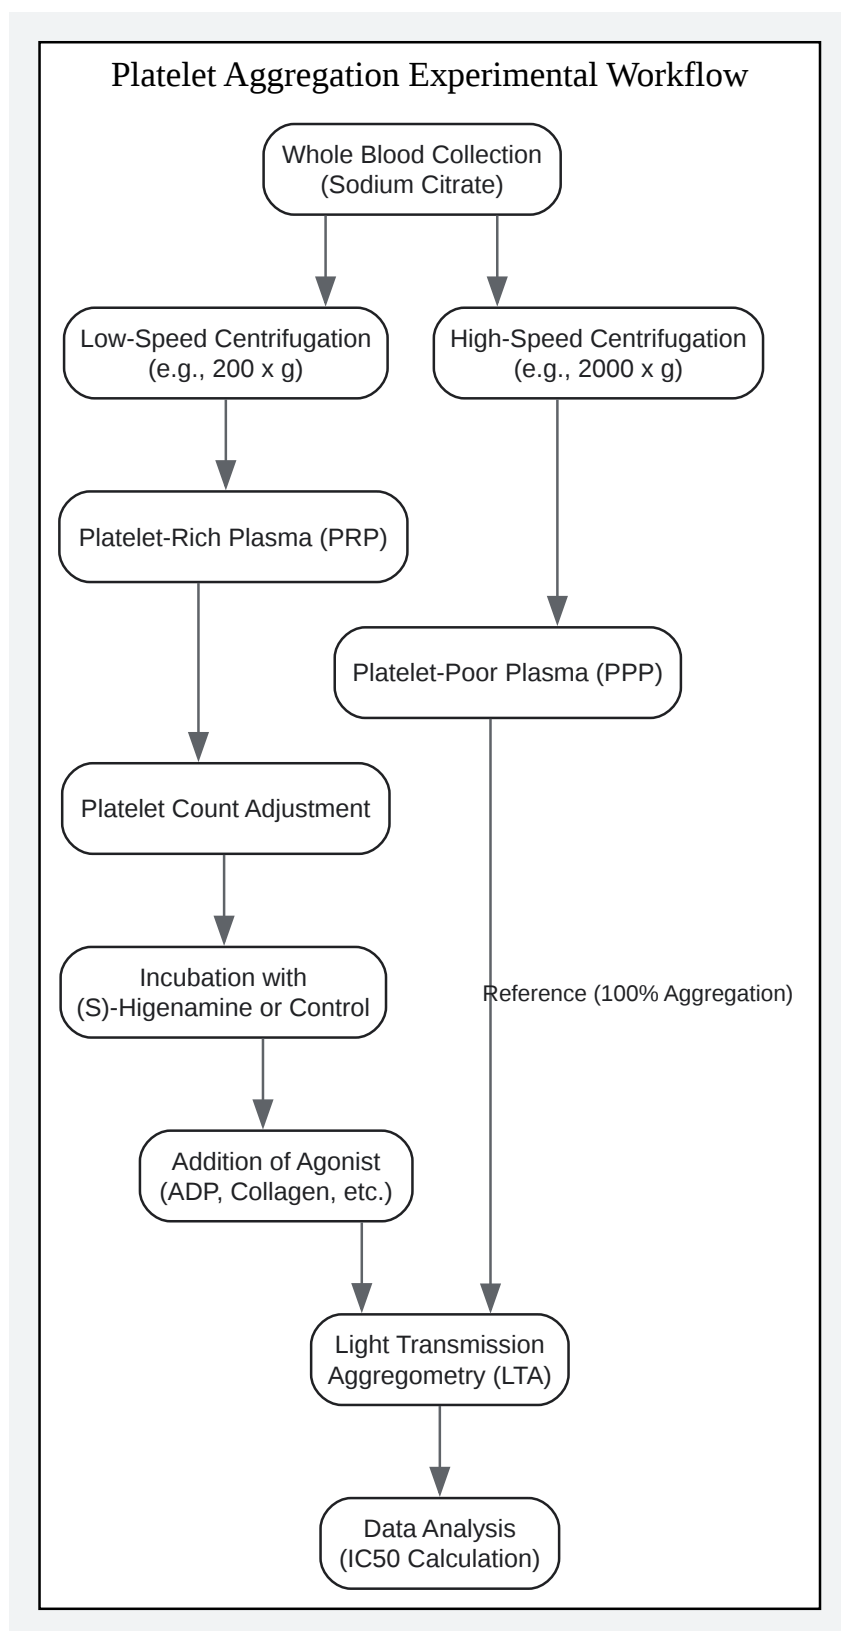 Platelet Aggregation Experimental Workflow
Whole Blood Collection
(Sodium Citrate)
Low-Speed Centrifugation
(e.g., 200 x g)
High-Speed Centrifugation
(e.g., 2000 x g)
Platelet-Rich Plasma (PRP)
Platelet-Poor Plasma (PPP)
Platelet Count Adjustment
Incubation with
(S)-Higenamine or Control
Reference (100% Aggregation)
Addition of Agonist
(ADP, Collagen, etc.)
Light Transmission
Aggregometry (LTA)
Data Analysis
(IC50 Calculation)